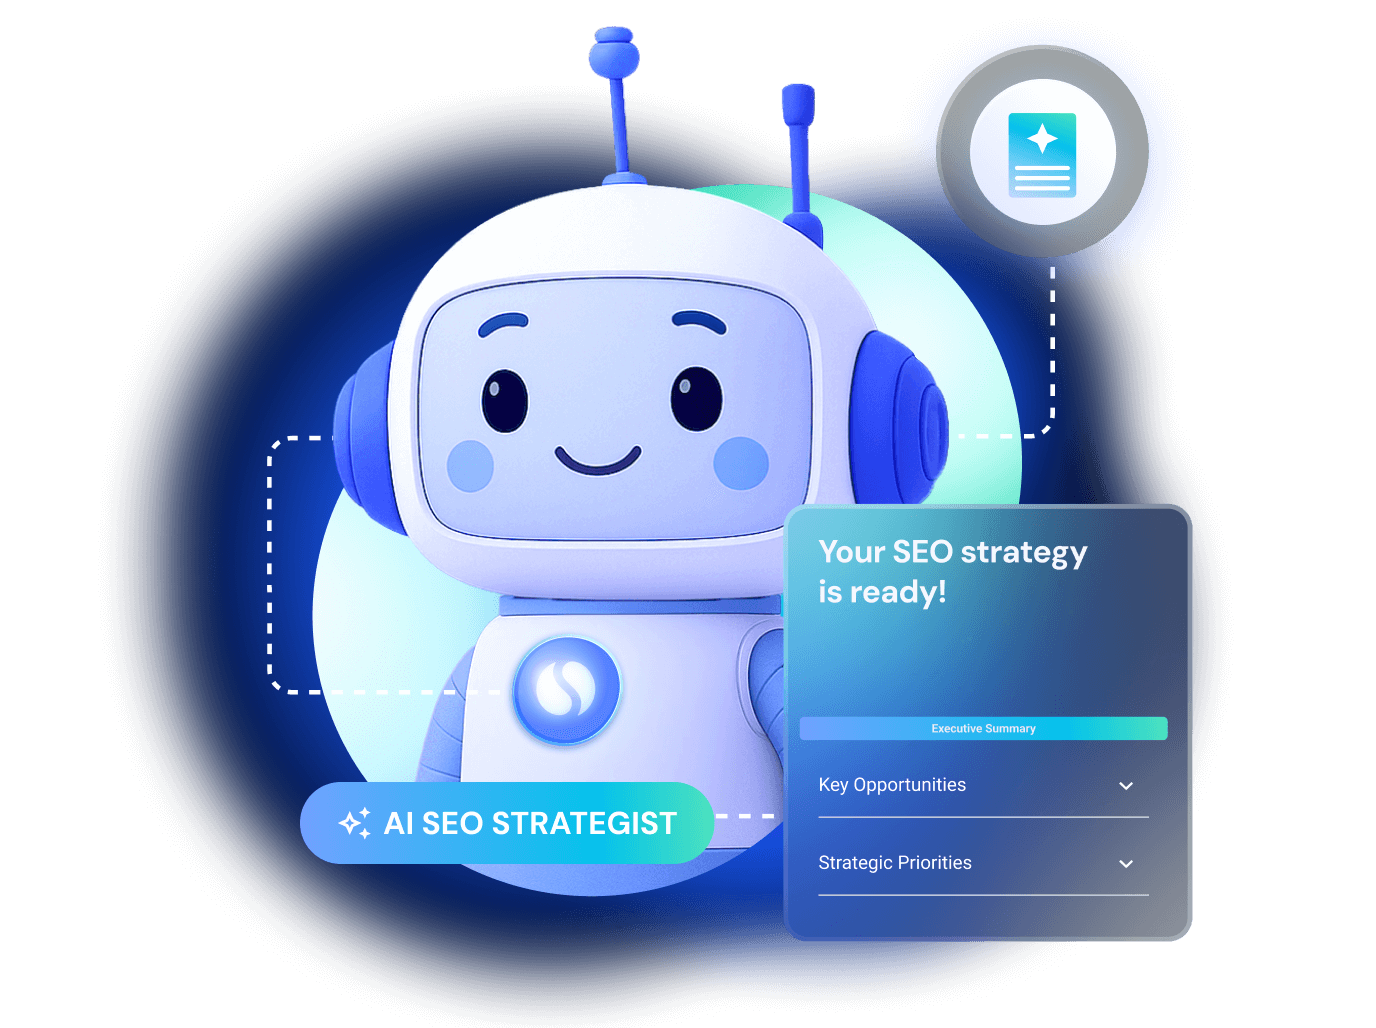 Your SEO strategy
is ready!
Executive Summary
Key Opportunities
Strategic Priorities
AI SEO STRATEGIST